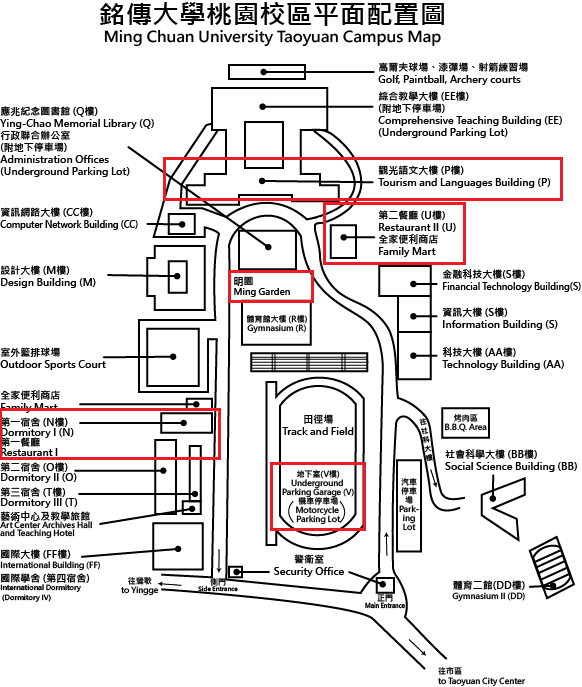 銘傳大學桃園校區平面配置圖
Ming Chuan University Taoyuan Campus Map
高爾夫球場、漆彈場、射箭練習場
Golf, Paintball, Archery courts
應兆紀念圖書館 (Q樓)
Ying-Chao Memorial Library (Q)
行政聯合辦公室
(附地下停車場)
Administration Offices
(Underground Parking Lot)
綜合教學大樓 (EE樓)
(附地下停車場)
Comprehensive Teaching Building (EE)
(Underground Parking Lot)
觀光語文大樓 (P樓)
Tourism and Languages Building (P)
資訊網路大樓 (CC樓)
Computer Network Building (CC)
第二餐廳 (U樓)
Restaurant II (U)
全家便利商店
Family Mart
設計大樓 (M樓)
Design Building (M)
明園
Ming Garden
金融科技大樓(S樓)
Financial Technology Building(S)
體育館大樓 (R樓)
Gymnasium (R)
資訊大樓 (S樓)
Information Building (S)
室外籃排球場
Outdoor Sports Court
科技大樓 (AA樓)
Technology Building (AA)
全家便利商店
Family Mart
第一宿舍 (N樓)
Dormitory I (N)
第一餐廳
Restaurant I
田徑場
Track and Field
往社科大樓
烤肉區
B.B.Q. Area
第二宿舍 (O樓)
Dormitory II (O)
第三宿舍 (T樓)
Dormitory III (T)
地下室(V樓)
Underground
Parking Garage (V)
(機車停車場)
Motorcycle
Parking Lot
汽車
停車場
Park-
ing
Lot
社會科學大樓 (BB樓)
Social Science Building (BB)
藝術中心及教學旅館
Art Center Archives Hall
and Teaching Hotel
國際大樓 (FF樓)
International Building (FF)
國際學舍 (第四宿舍)
International Dormitory
(Dormitory IV)
警衛室
Security Office
往鶯歌
to Yingge
側門
Side Entrance
正門
Main Entrance
體育二館(DD樓)
Gymnasium II (DD)
往市區
to Taoyuan City Center